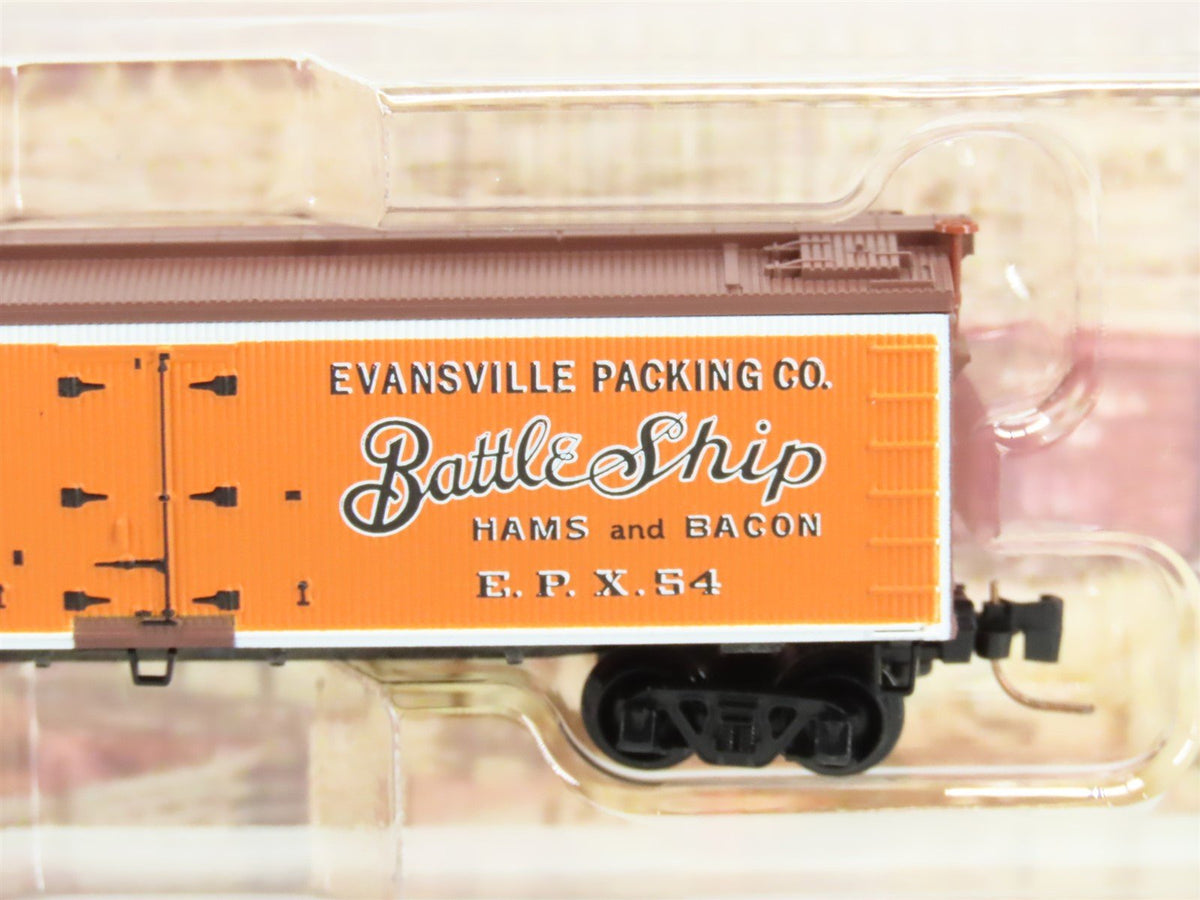 EVANSVILLE PACKING CO.
Battle Ship
HAMS and BACON
E. P. X. 54